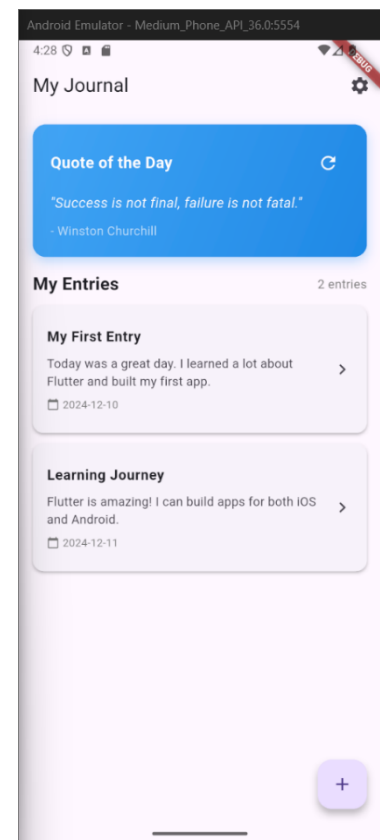 Android Emulator - Medium_Phone_API_36.0:5554
4:28
My Journal
Quote of the Day
"Success is not final, failure is not fatal."
- Winston Churchill
My Entries
2 entries
My First Entry
Today was a great day. I learned a lot about
Flutter and built my first app.
2024-12-10
Learning Journey
Flutter is amazing! I can build apps for both iOS
and Android.
2024-12-11